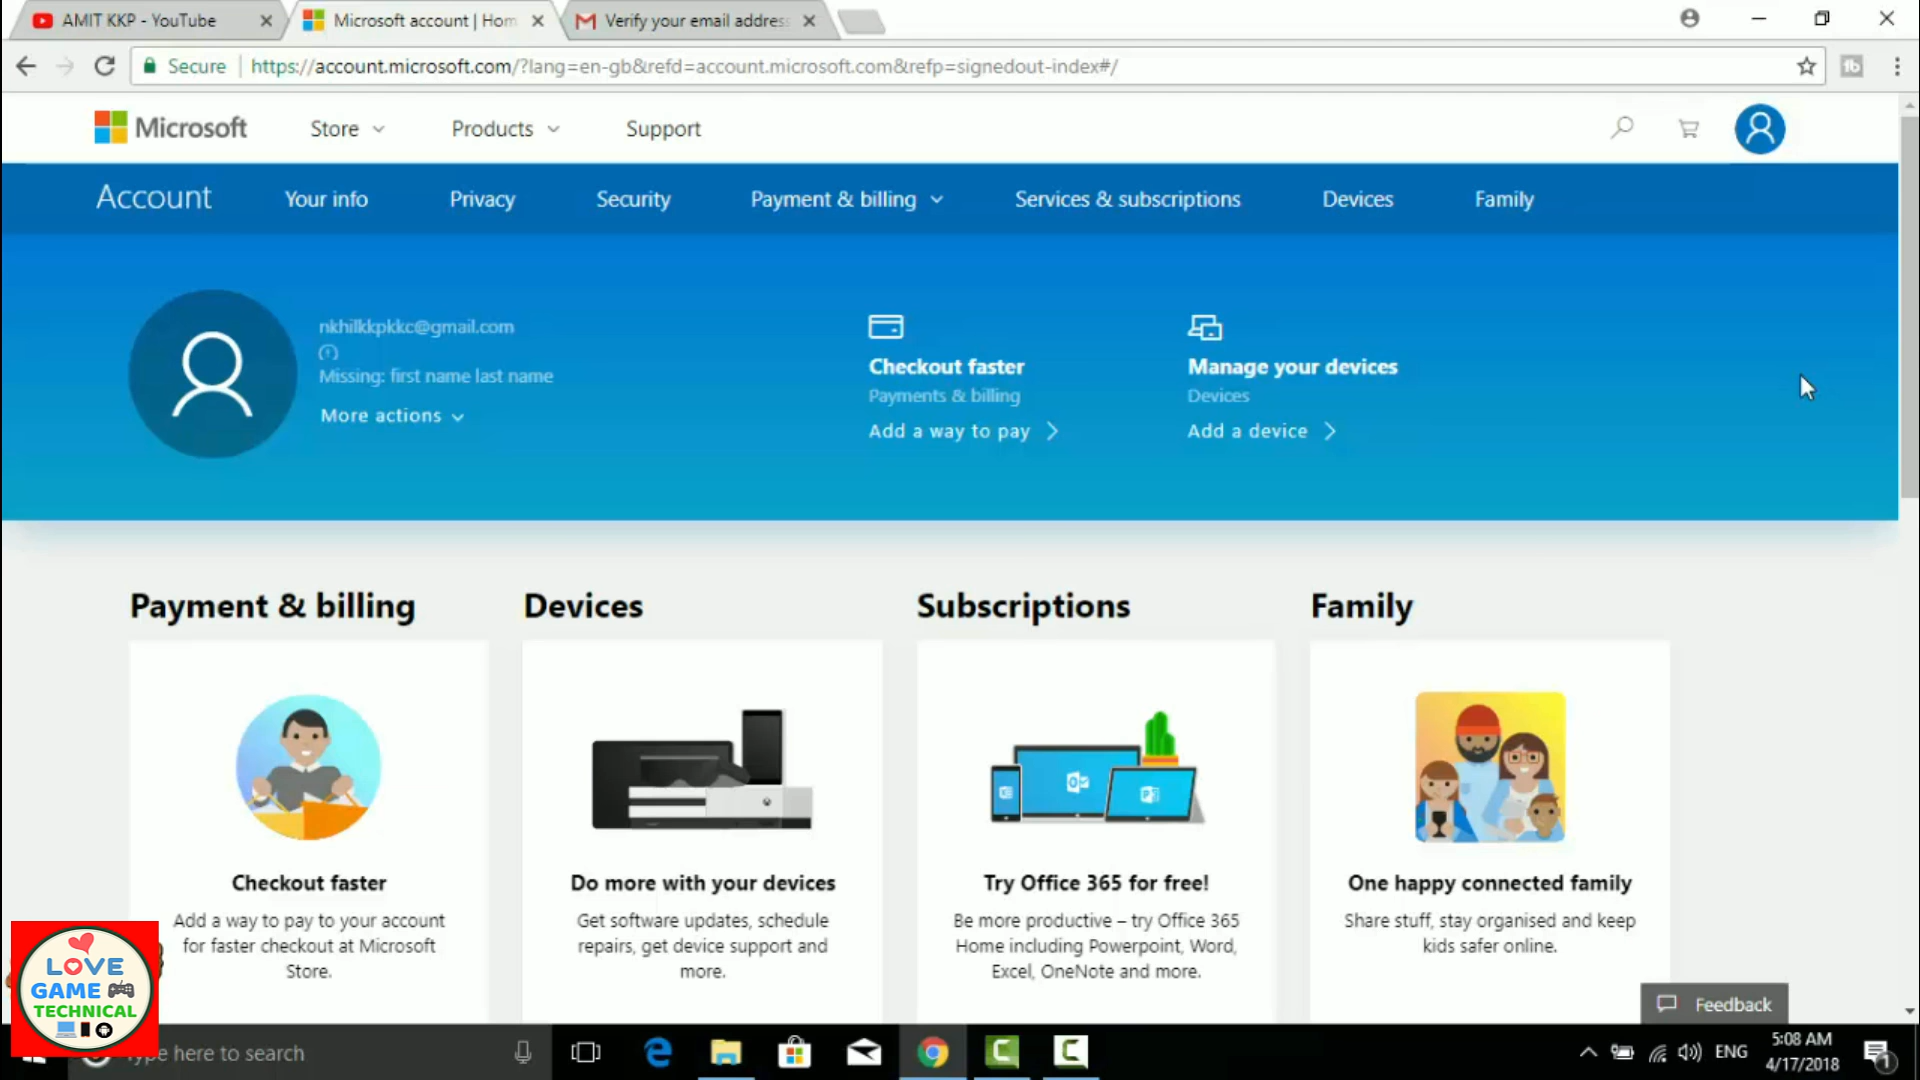 AMIT KKP - YouTube
Microsoft account | Hom
Verify your email addres
Secure
https://account.microsoft.com/?lang=en-gb&refd=account.microsoft.com&refp=signedout-index#/
Microsoft
Store
Products
Support
Account
Your info
Privacy
Security
Payment & billing
Services & subscriptions
Devices
Family
nkhilkkpkkc@gmail.com
Missing: first name last name
More actions
Checkout faster
Payments & billing
Add a way to pay
Manage your devices
Devices
Add a device
Payment & billing
Checkout faster
Add a way to pay to your account
for faster checkout at Microsoft
Store.
Devices
Do more with your devices
Get software updates, schedule
repairs, get device support and
more.
Subscriptions
Try Office 365 for free!
Be more productive – try Office 365
Home including Powerpoint, Word,
Excel, OneNote and more.
Family
One happy connected family
Share stuff, stay organised and keep
kids safer online.
Feedback
LOVE
GAME
TECHNICAL
ype here to search
ENG
5:08 AM
4/17/2018
1